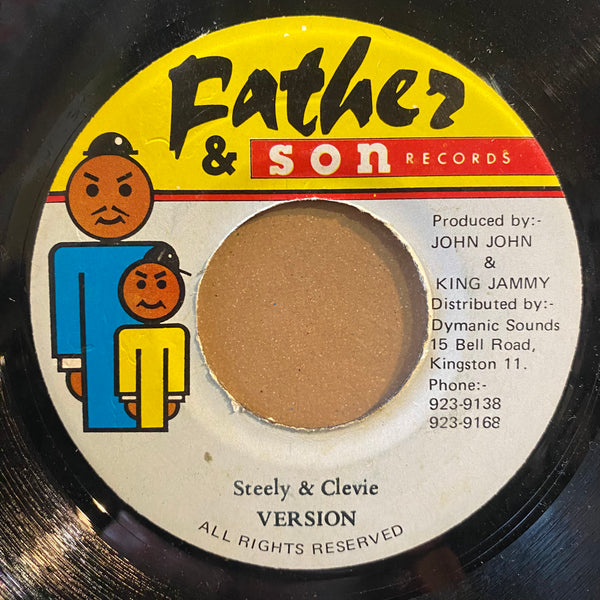 Father
& son RECORDS
Produced by:-
JOHN JOHN
&
KING JAMMY
Distributed by:-
Dymanic Sounds
15 Bell Road,
Kingston 11.
Phone:-
923-9138
923-9168
Steely & Clevie
VERSION
ALL RIGHTS RESERVED